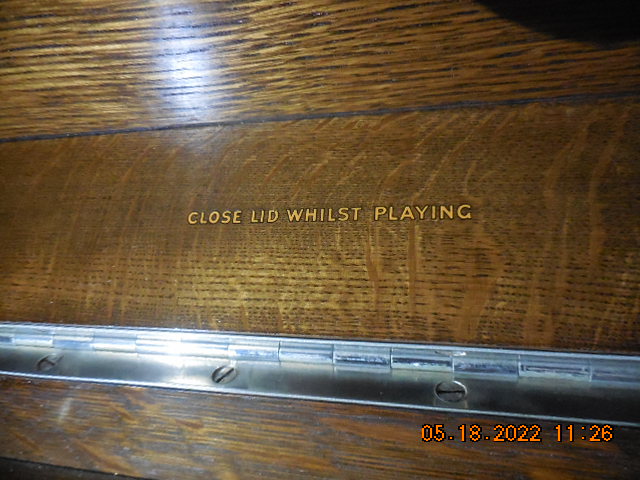 CLOSE LID WHILST PLAYING
05.18.2022 11:26